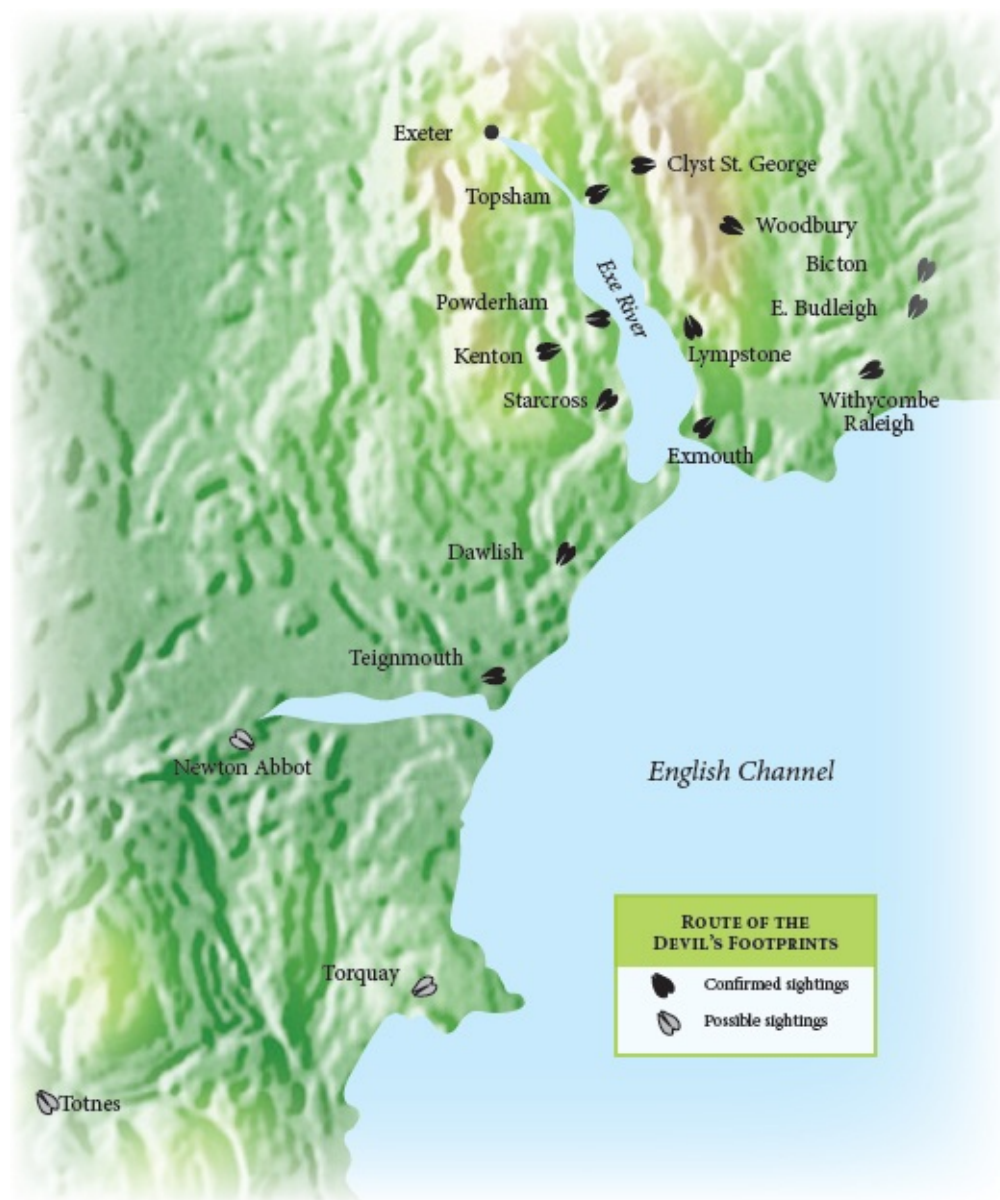 Exeter
Clyst St. George
Topsham
Woodbury
Bicton
Exe River
Powderham
E. Budleigh
Kenton
Lympstone
Starcross
Withycombe
Raleigh
Exmouth
Dawlish
Teignmouth
Newton Abbot
English Channel
ROUTE OF THE
DEVIL'S FOOTPRINTS
Torquay
Confirmed sightings
Possible sightings
Totnes